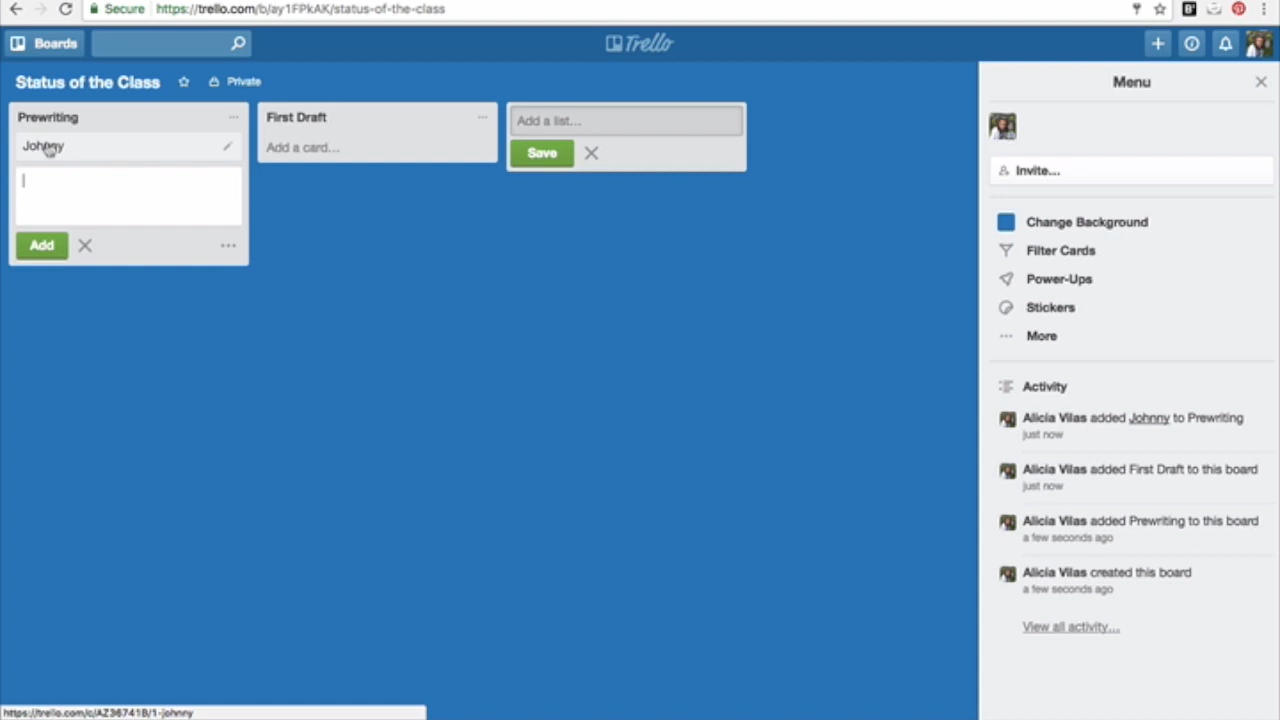 Secure https://trello.com/b/ay1FPkAK/status-of-the-class
Boards
Trello
Status of the Class
Private
Prewriting
Johnny
Add
First Draft
Add a card...
Add a list...
Save
Menu
Invite...
Change Background
Filter Cards
Power-Ups
Stickers
More
Activity
Alicia Vilas added Johnny to Prewriting
just now
Alicia Vilas added First Draft to this board
just now
Alicia Vilas added Prewriting to this board
a few seconds ago
Alicia Vilas created this board
a few seconds ago
View all activity...
https://trello.com/c/AZ36741B/1-johnny